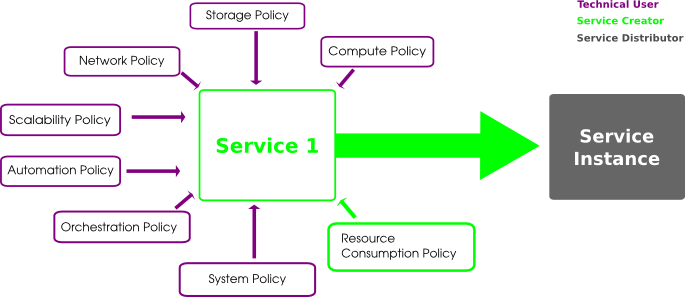 Technical User
Service Creator
Service Distributor
Storage Policy
Compute Policy
Network Policy
Scalability Policy
Service 1
Service
Instance
Automation Policy
Orchestration Policy
Resource
Consumption Policy
System Policy